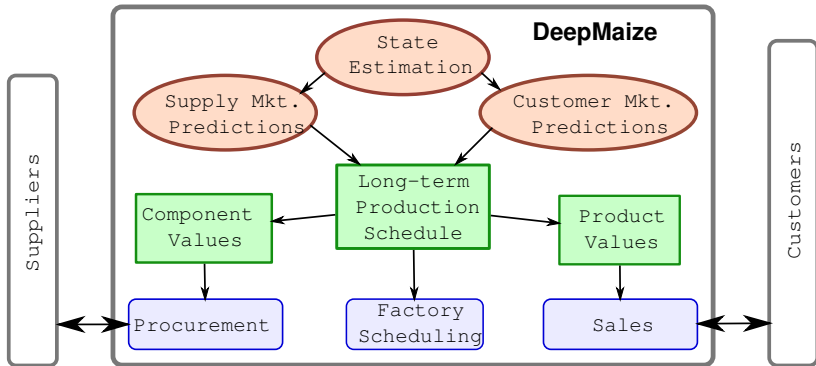 DeepMaize
State
Estimation
Supply Mkt.
Predictions
Customer Mkt.
Predictions
Suppliers
Customers
Long-term
Production
Schedule
Component
Values
Product
Values
Procurement
Factory
Scheduling
Sales